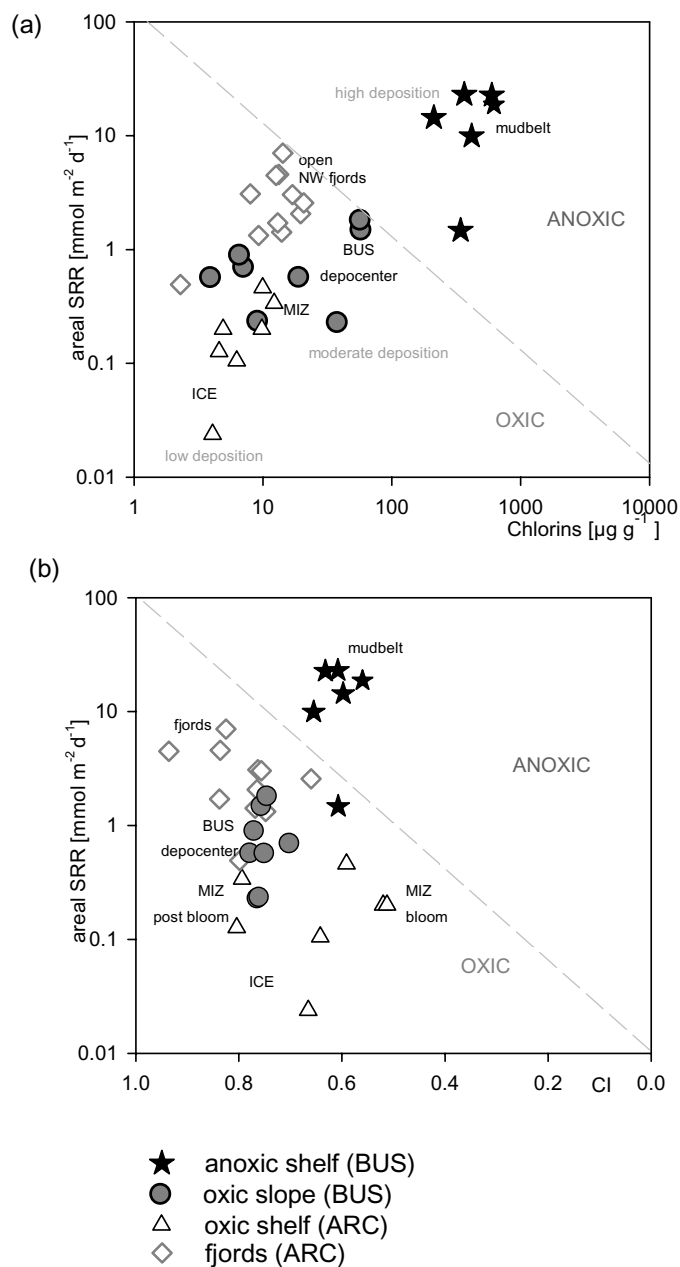 (a)
100
high deposition
mudbelt
10
open
NW fjords
ANOXIC
areal SRR [mmol m⁻² d⁻¹]
1
BUS
depocenter
MIZ
moderate deposition
0.1
ICE
OXIC
low deposition
0.01
1 10 100 1000 10000
Chlorins [µg g⁻¹ ]
(b)
100
mudbelt
10
fjords
ANOXIC
areal SRR [mmol m⁻² d⁻¹]
1
BUS
depocenter
MIZ MIZ
post bloom bloom
0.1
OXIC
ICE
0.01
1.0 0.8 0.6 0.4 0.2 0.0
CI
anoxic shelf (BUS)
oxic slope (BUS)
oxic shelf (ARC)
fjords (ARC)